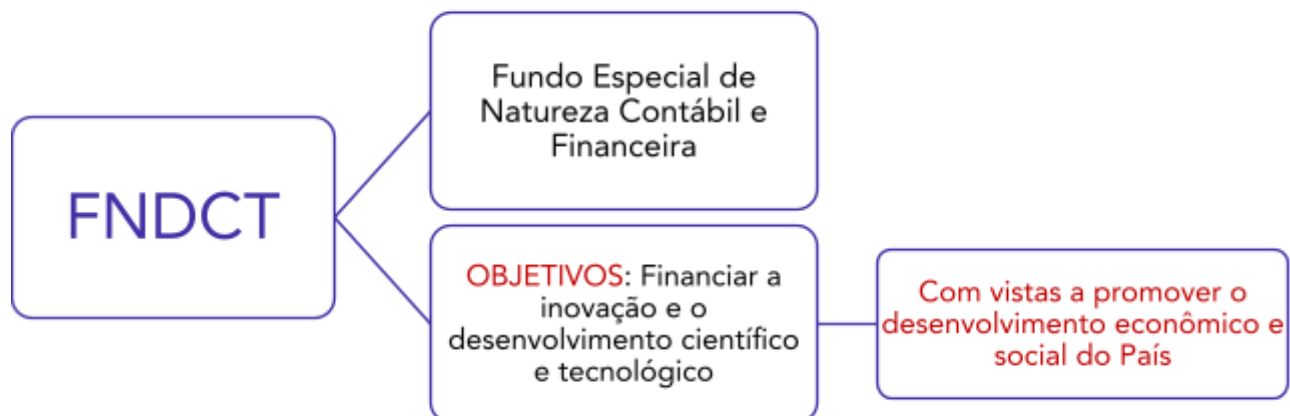 FNDCT
Fundo Especial de
Natureza Contábil e
Financeira
OBJETIVOS: Financiar a
inovação e o
desenvolvimento científico
e tecnológico
Com vistas a promover o
desenvolvimento econômico e
social do País